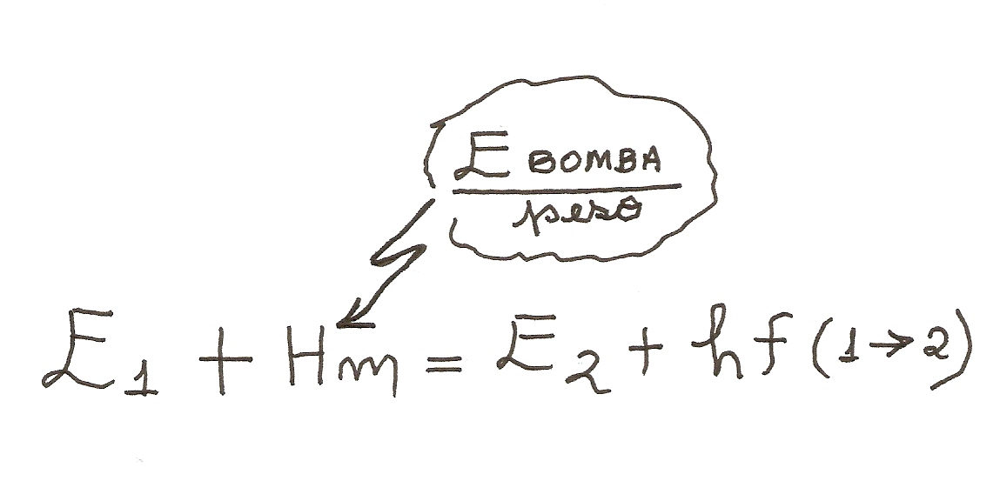 E BOMBA
peso
E1 + Hm = E2 + hf (1→2)